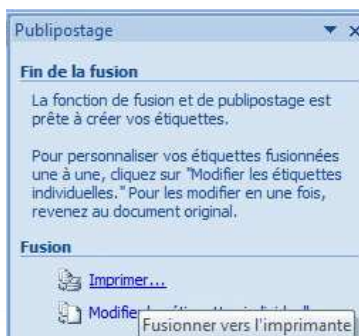 Publipostage
Fin de la fusion
La fonction de fusion et de publipostage est
prête à créer vos étiquettes.
Pour personnaliser vos étiquettes fusionnées
une à une, cliquez sur "Modifier les étiquettes
individuelles." Pour les modifier en une fois,
revenez au document original.
Fusion
Imprimer...
Fusionner vers l'imprimante